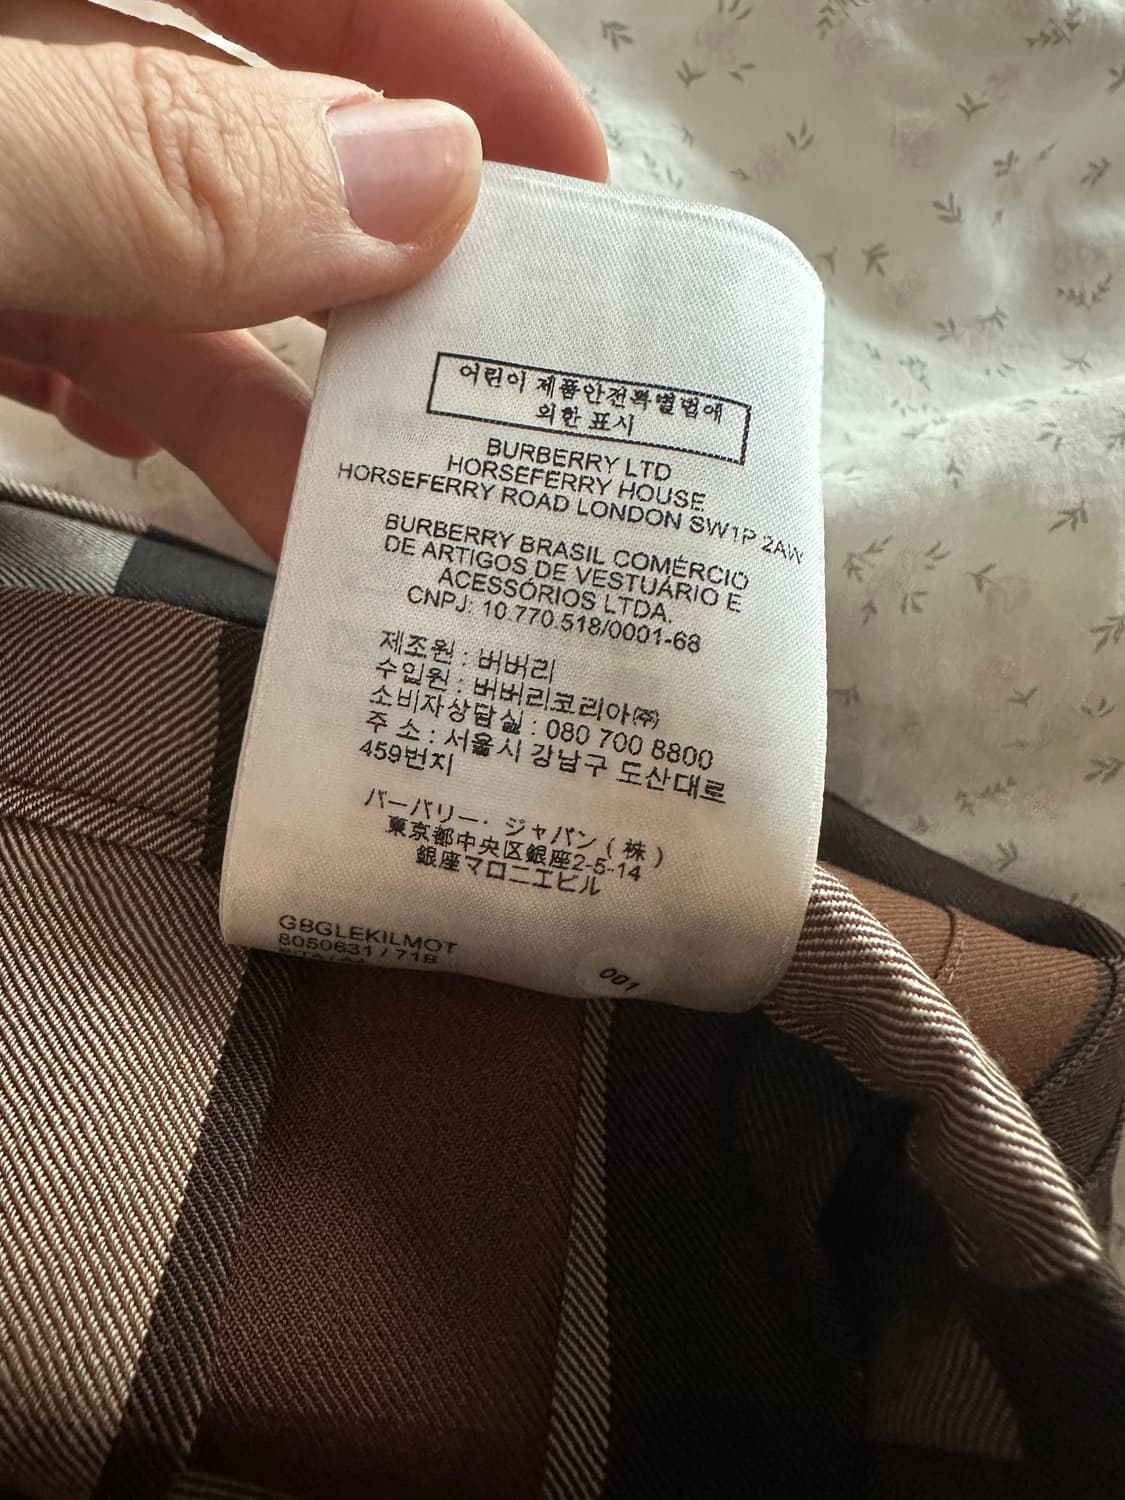 어린이 제품안전특별법에
의한 표시
BURBERRY LTD
HORSEFERRY HOUSE
HORSEFERRY ROAD LONDON SW1P 2AW
BURBERRY BRASIL COMÉRCIO
DE ARTIGOS DE VESTUÁRIO E
ACESSÓRIOS LTDA.
CNPJ: 10.770.518/0001-68
제조원 : 버버리
수입원 : 버버리코리아㈜
소비자상담실 : 080 700 8800
주 소 : 서울시 강남구 도산대로
459번지
バーバリー・ジャパン ( 株 )
東京都中央区銀座2-5-14
銀座マロニエビル
GBGLEKILMOT
8050631 / 71B
001